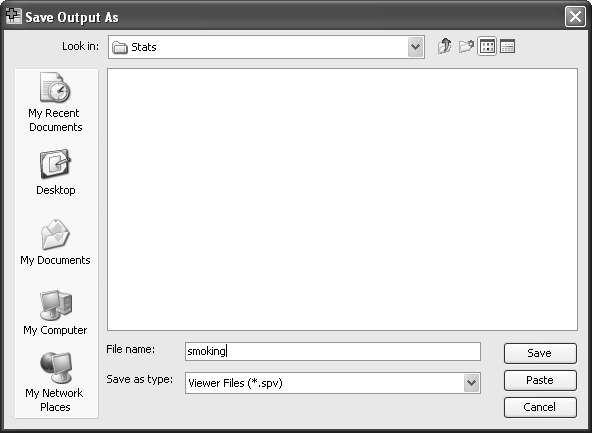 Save Output As
Look in: Stats
My Recent
Documents
Desktop
My Documents
My Computer
My Network
Places
File name: smoking
Save
Save as type: Viewer Files (*.spv)
Paste
Cancel